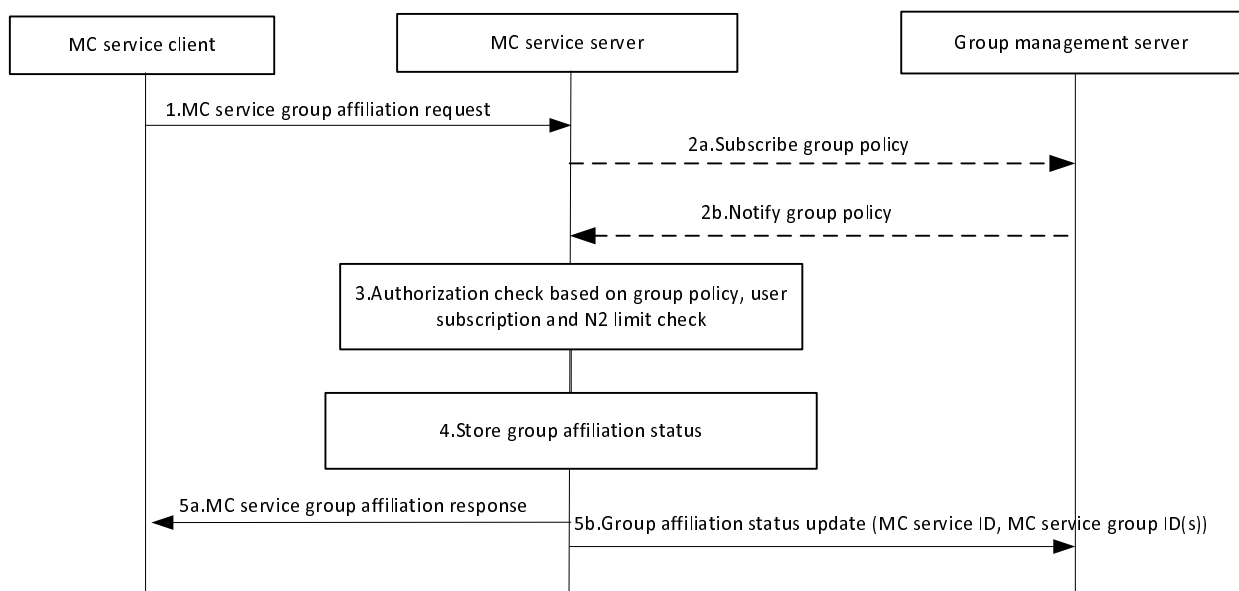 MC service client
MC service server
Group management server
1.MC service group affiliation request
2a.Subscribe group policy
2b.Notify group policy
3.Authorization check based on group policy, user
subscription and N2 limit check
4.Store group affiliation status
5a.MC service group affiliation response
5b.Group affiliation status update (MC service ID, MC service group ID(s))